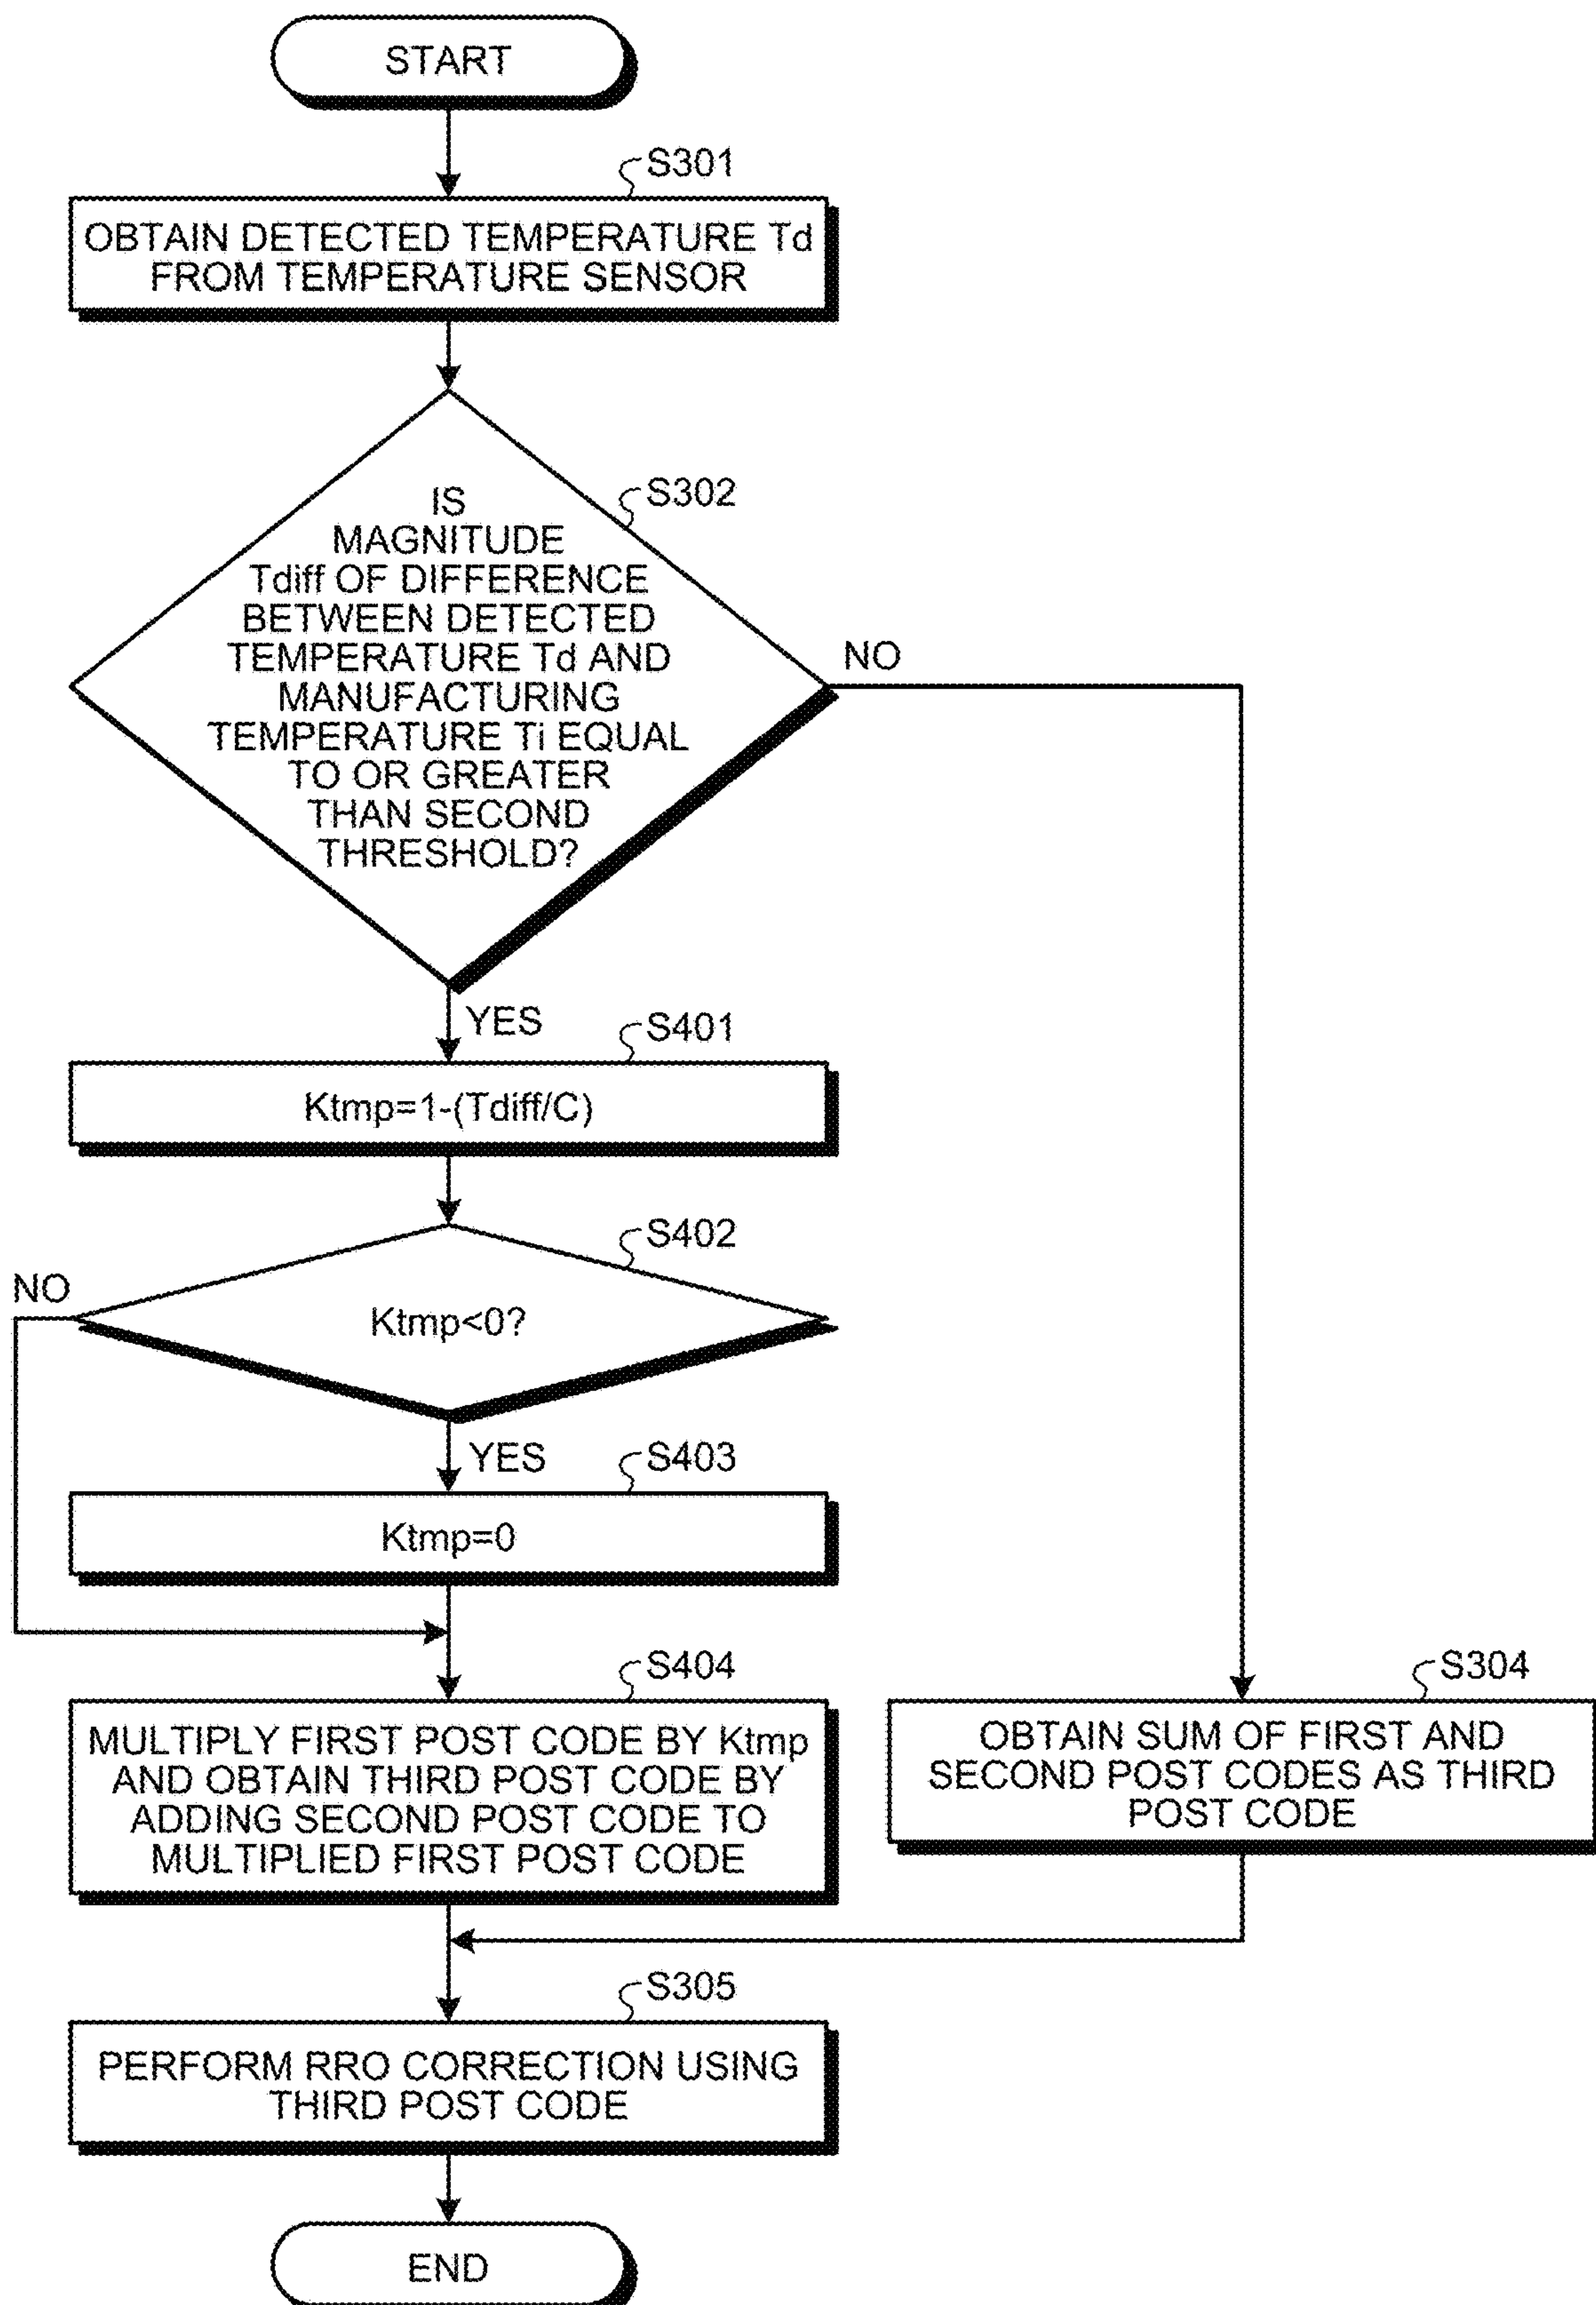 START
S301
OBTAIN DETECTED TEMPERATURE Td
FROM TEMPERATURE SENSOR
S302
IS
MAGNITUDE
Tdiff OF DIFFERENCE
BETWEEN DETECTED
TEMPERATURE Td AND
MANUFACTURING
TEMPERATURE Ti EQUAL
TO OR GREATER
THAN SECOND
THRESHOLD?
NO
YES
S401
Ktmp=1-(Tdiff/C)
S402
NO
Ktmp<0?
YES
S403
Ktmp=0
S404
MULTIPLY FIRST POST CODE BY Ktmp
AND OBTAIN THIRD POST CODE BY
ADDING SECOND POST CODE TO
MULTIPLIED FIRST POST CODE
S304
OBTAIN SUM OF FIRST AND
SECOND POST CODES AS THIRD
POST CODE
S305
PERFORM RRO CORRECTION USING
THIRD POST CODE
END